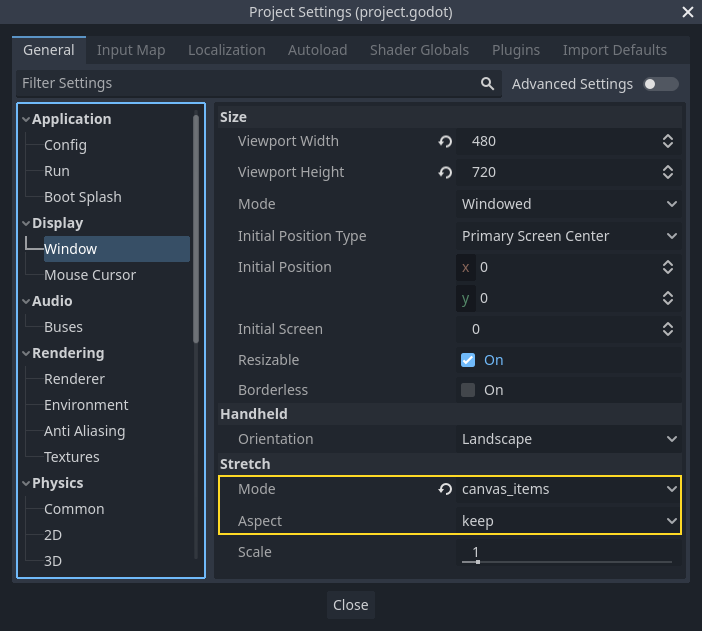 Project Settings (project.godot)
General Input Map Localization Autoload Shader Globals Plugins Import Defaults
Filter Settings Advanced Settings
Application
Config
Run
Boot Splash
Display
Window
Mouse Cursor
Audio
Buses
Rendering
Renderer
Environment
Anti Aliasing
Textures
Physics
Common
2D
3D
Size
Viewport Width 480
Viewport Height 720
Mode Windowed
Initial Position Type Primary Screen Center
Initial Position x 0
y 0
Initial Screen 0
Resizable On
Borderless On
Handheld
Orientation Landscape
Stretch
Mode canvas_items
Aspect keep
Scale 1
Close